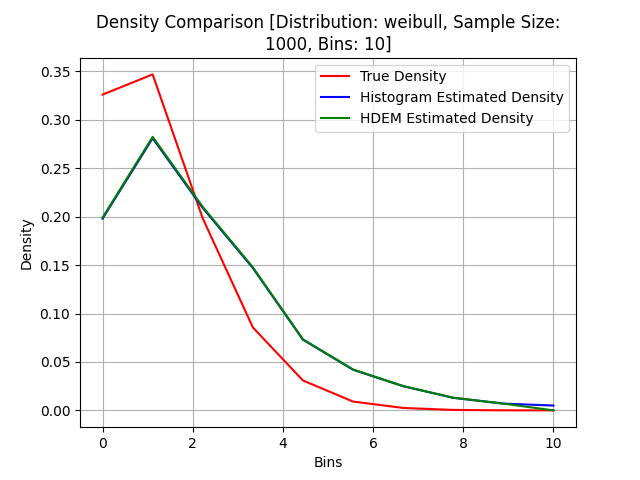 Density Comparison [Distribution: weibull, Sample Size:
1000, Bins: 10]
True Density
Histogram Estimated Density
HDEM Estimated Density
Density
0.35
0.30
0.25
0.20
0.15
0.10
0.05
0.00
0 2 4 6 8 10
Bins